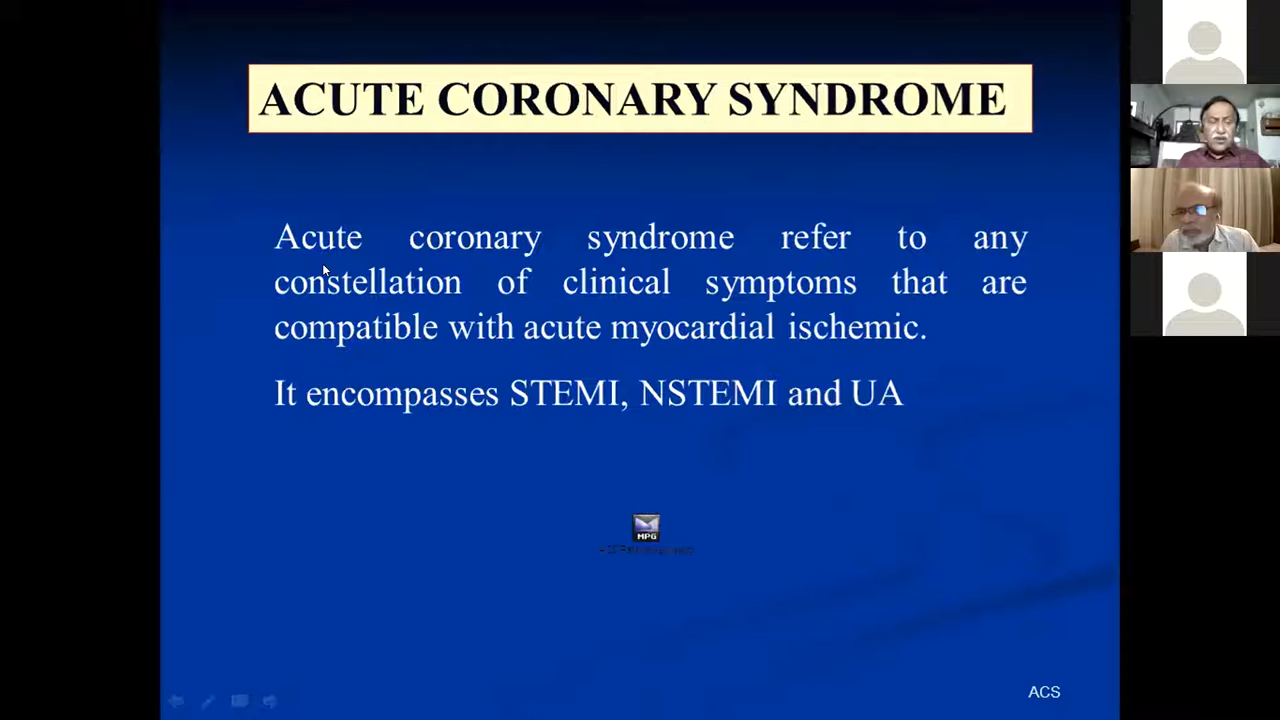 ACUTE CORONARY SYNDROME
Acute coronary syndrome refer to any
constellation of clinical symptoms that are
compatible with acute myocardial ischemic.
It encompasses STEMI, NSTEMI and UA
MPG
ACS